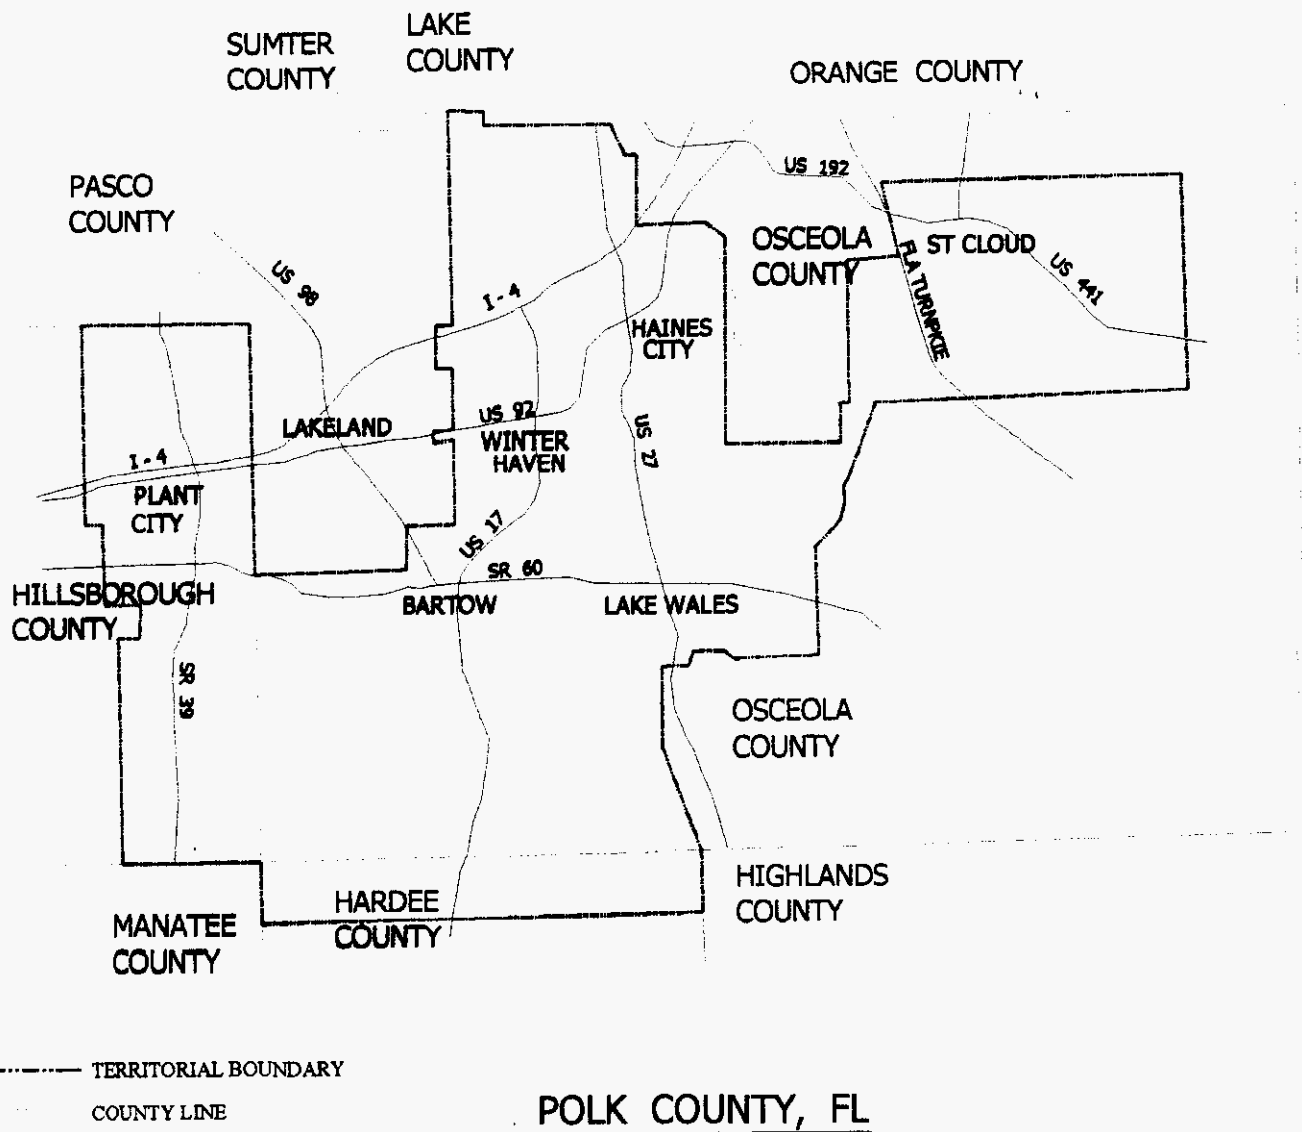 LAKE
COUNTY
SUMTER
COUNTY
ORANGE COUNTY
PASCO
COUNTY
US 192
OSCEOLA
COUNTY
ST CLOUD
US 98
I - 4
FLA TURNPKIE
US 441
HAINES
CITY
LAKELAND
US 92
WINTER
HAVEN
US 27
I - 4
PLANT
CITY
US 17
SR 60
HILLSBOROUGH
COUNTY
BARTOW
LAKE WALES
SR 39
OSCEOLA
COUNTY
HIGHLANDS
COUNTY
HARDEE
COUNTY
MANATEE
COUNTY
TERRITORIAL BOUNDARY
COUNTY LINE
POLK COUNTY, FL